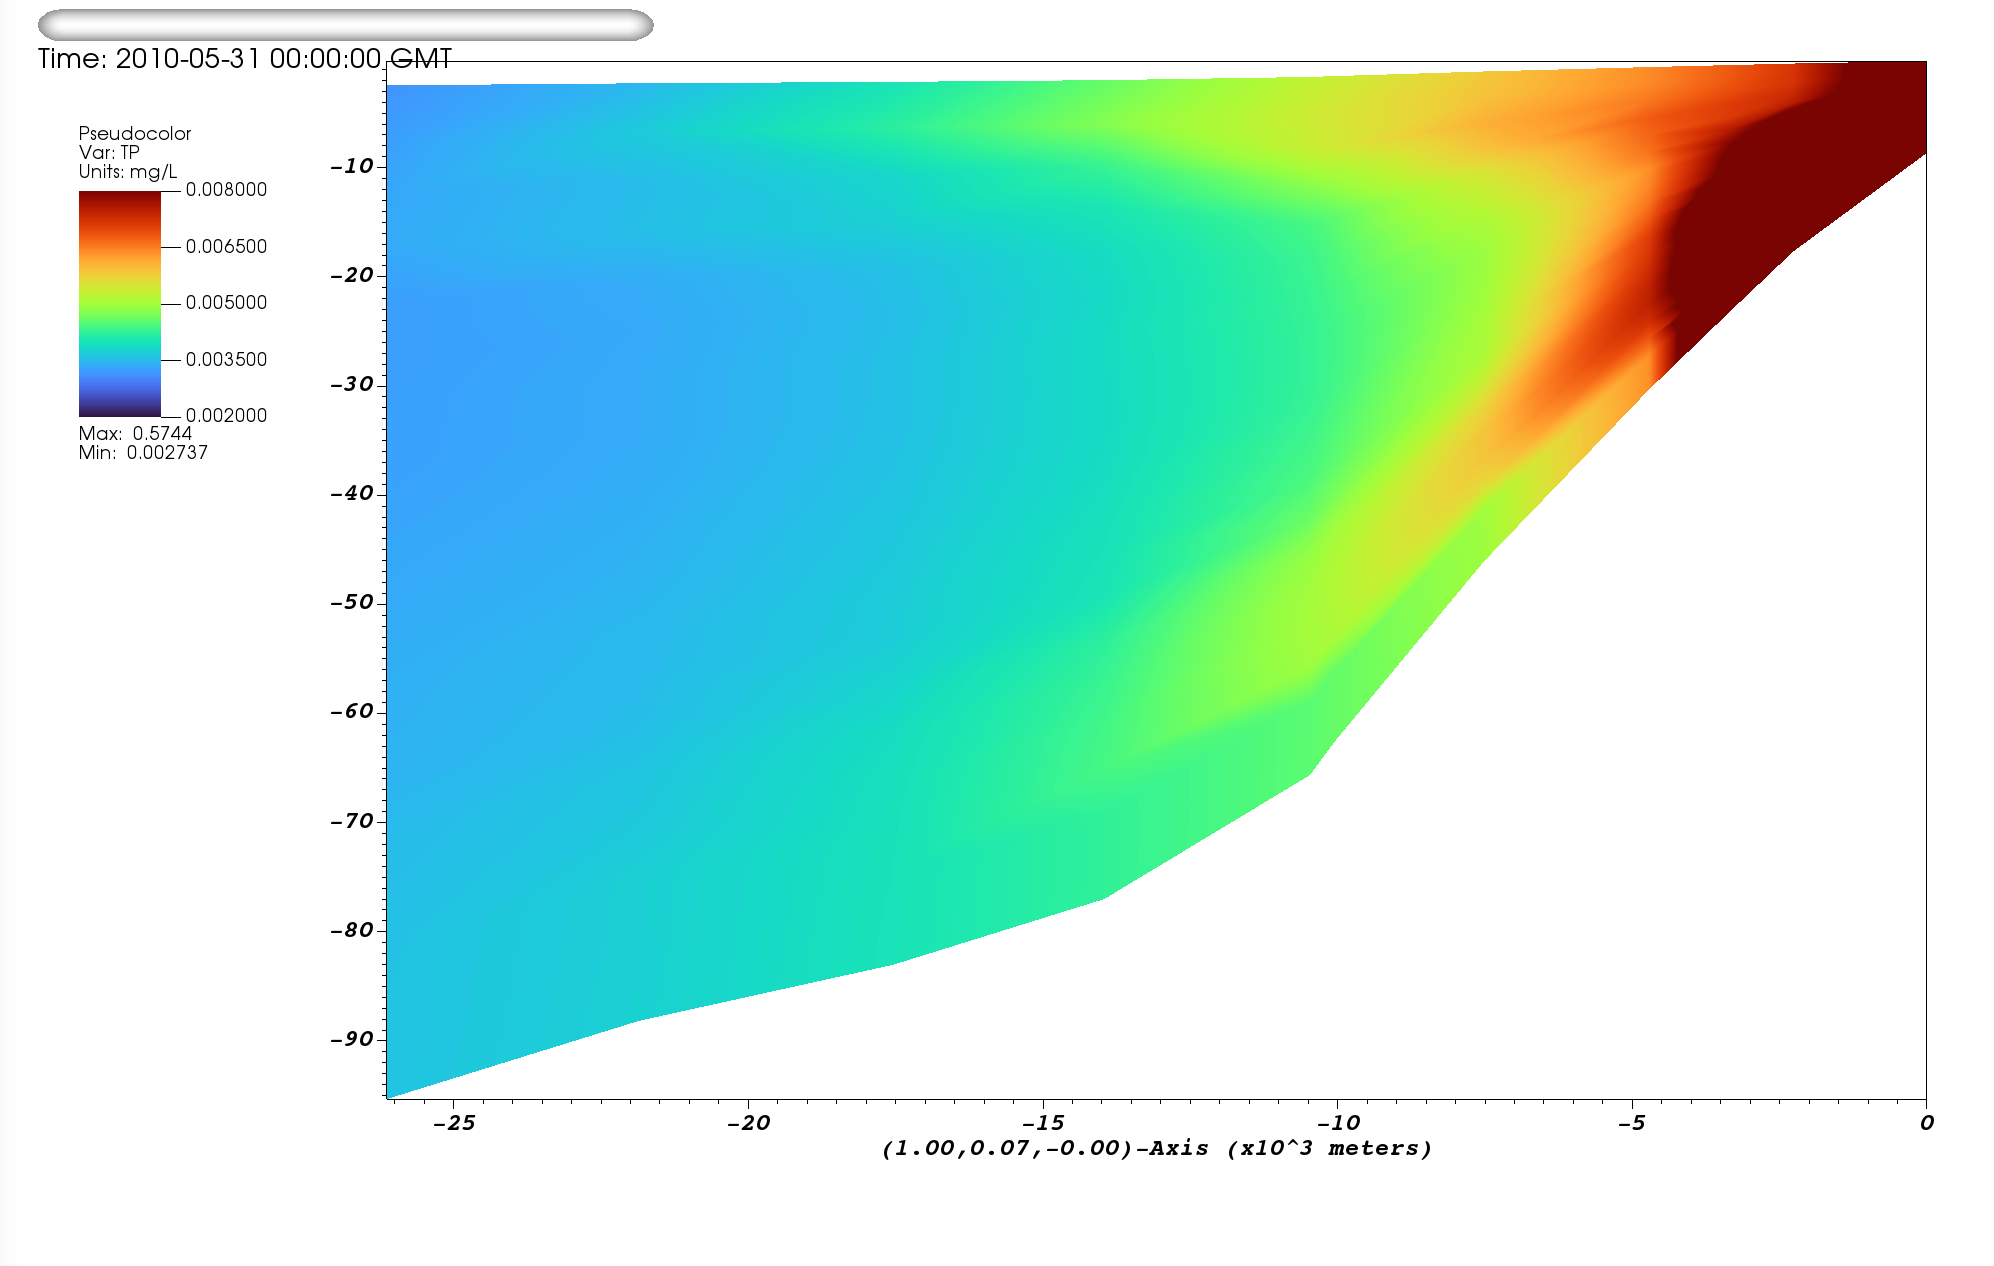 Time: 2010-05-31 00:00:00 GMT
Pseudocolor
Var: TP
Units: mg/L
0.008000
0.006500
0.005000
0.003500
0.002000
Max: 0.5744
Min: 0.002737
-10
-20
-30
-40
-50
-60
-70
-80
-90
-25 -20 -15 -10 -5 0
(1.00,0.07,-0.00)-Axis (x10^3 meters)